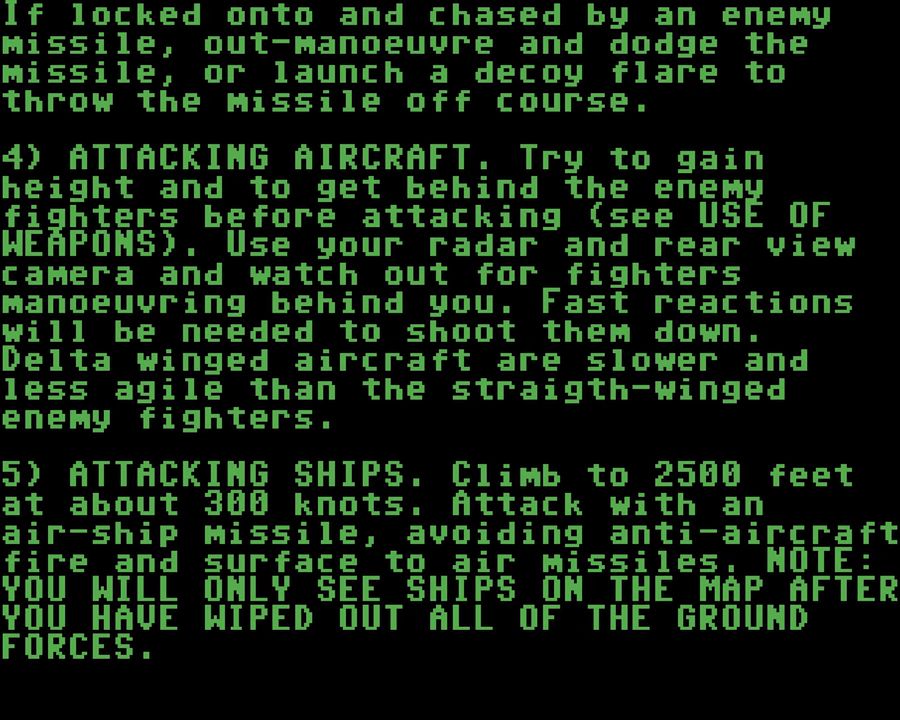 If locked onto and chased by an enemy
missile, out-manoeuvre and dodge the
missile, or launch a decoy flare to
throw the missile off course.
4) ATTACKING AIRCRAFT. Try to gain
height and to get behind the enemy
fighters before attacking (see USE OF
WEAPONS). Use your radar and rear view
camera and watch out for fighters
manoeuvring behind you. Fast reactions
will be needed to shoot them down.
Delta winged aircraft are slower and
less agile than the straigth-winged
enemy fighters.
5) ATTACKING SHIPS. Climb to 2500 feet
at about 300 knots. Attack with an
air-ship missile, avoiding anti-aircraft
fire and surface to air missiles. NOTE:
YOU WILL ONLY SEE SHIPS ON THE MAP AFTER
YOU HAVE WIPED OUT ALL OF THE GROUND
FORCES.